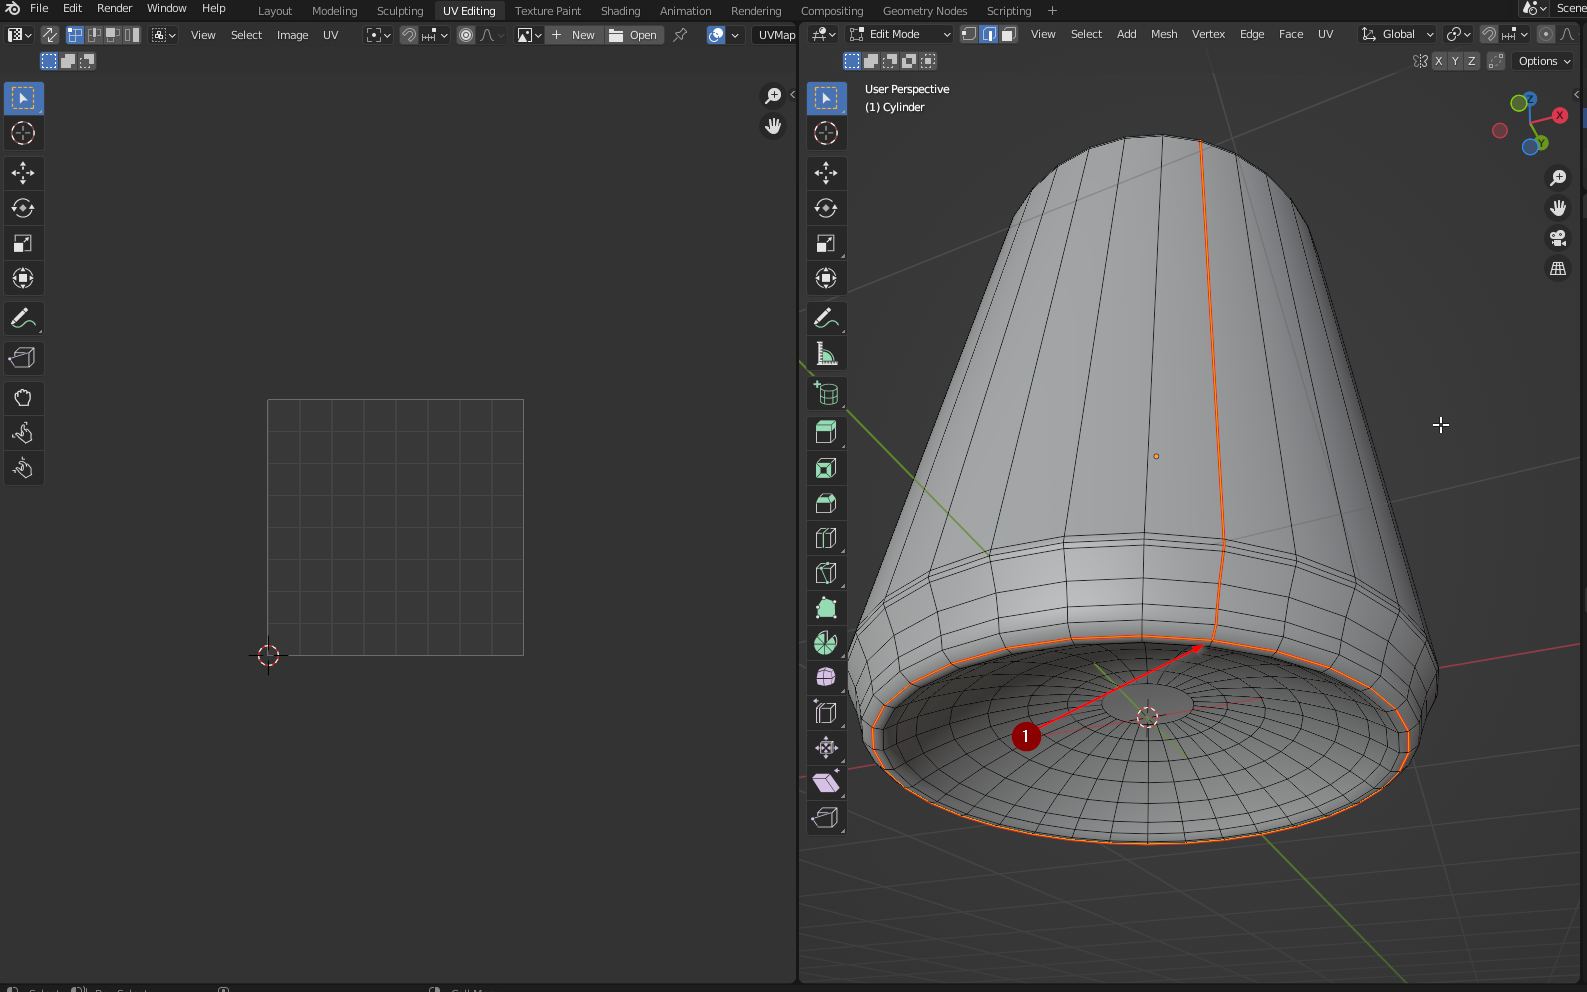 File Edit Render Window Help
Layout Modeling Sculpting UV Editing Texture Paint Shading Animation Rendering Compositing Geometry Nodes Scripting +
Scene
View Select Image UV
New Open
UVMap
Edit Mode
View Select Add Mesh Vertex Edge Face UV
Global
X Y Z
Options
User Perspective
(1) Cylinder
Z
X
Y
1